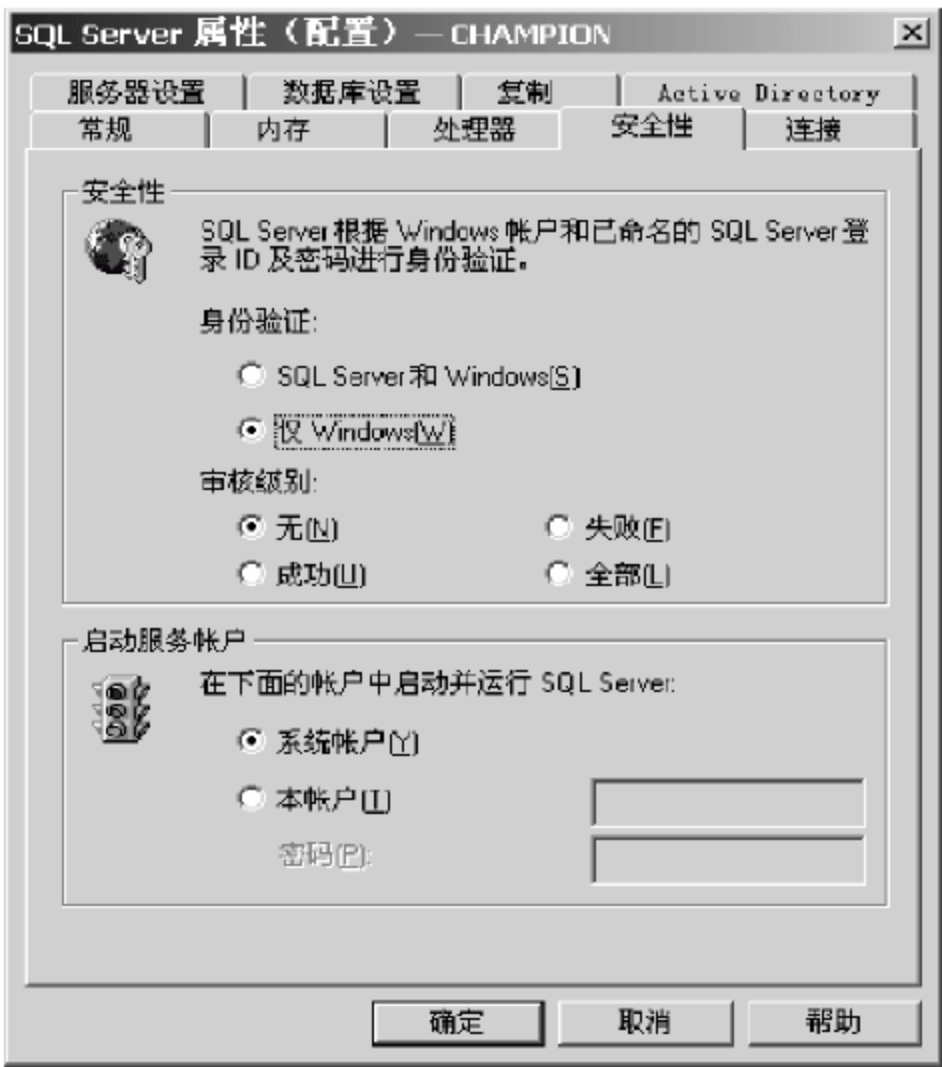 SQL Server 属性（配置）— CHAMPION
服务器设置 数据库设置 复制 Active Directory
常规 内存 处理器 安全性 连接
安全性
SQL Server 根据 Windows 帐户和已命名的 SQL Server 登
录 ID 及密码进行身份验证。
身份验证:
SQL Server 和 Windows(S)
仅 Windows(W)
审核级别:
无(N) 失败(F)
成功(U) 全部(L)
启动服务帐户
在下面的帐户中启动并运行 SQL Server:
系统帐户(Y)
本帐户(T)
密码(P):
确定 取消 帮助